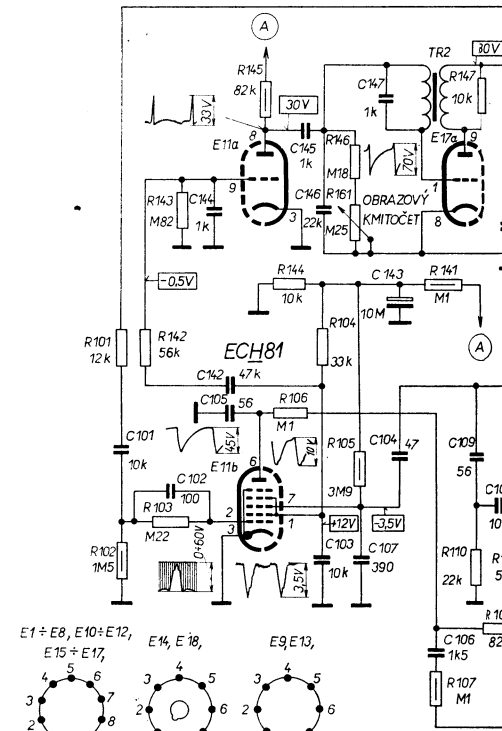 A
R145
82k
30V
33V
8
E11a
C145
1k
9
R143
M82
C144
1k
3
C146
22k
-0,5V
R146
M18
R161
M25
C147
1k
70V
TR2
R147
10k
30V
9
E17a
1
8
OBRAZOVÝ
KMITOČET
R144
10k
C143
10M
R141
M1
A
R101
12k
R142
56k
R104
33k
ECH81
C142
47k
C105
56
R106
M1
45V
10V
C101
10k
E11b
6
R105
3M9
C104
47
C109
56
C102
100
R103
M22
2
3
7
1
+12V
-3,5V
R102
1M5
0÷60V
3,5V
C103
10k
C107
390
R110
22k
10
5
82
C106
1k5
R107
M1
E1÷E8, E10÷E12,
E15÷E17,
E14, E18,
E9, E13,
4 5 6
3 7
2 8
4
3 5
2 6
4
3 5
2 6